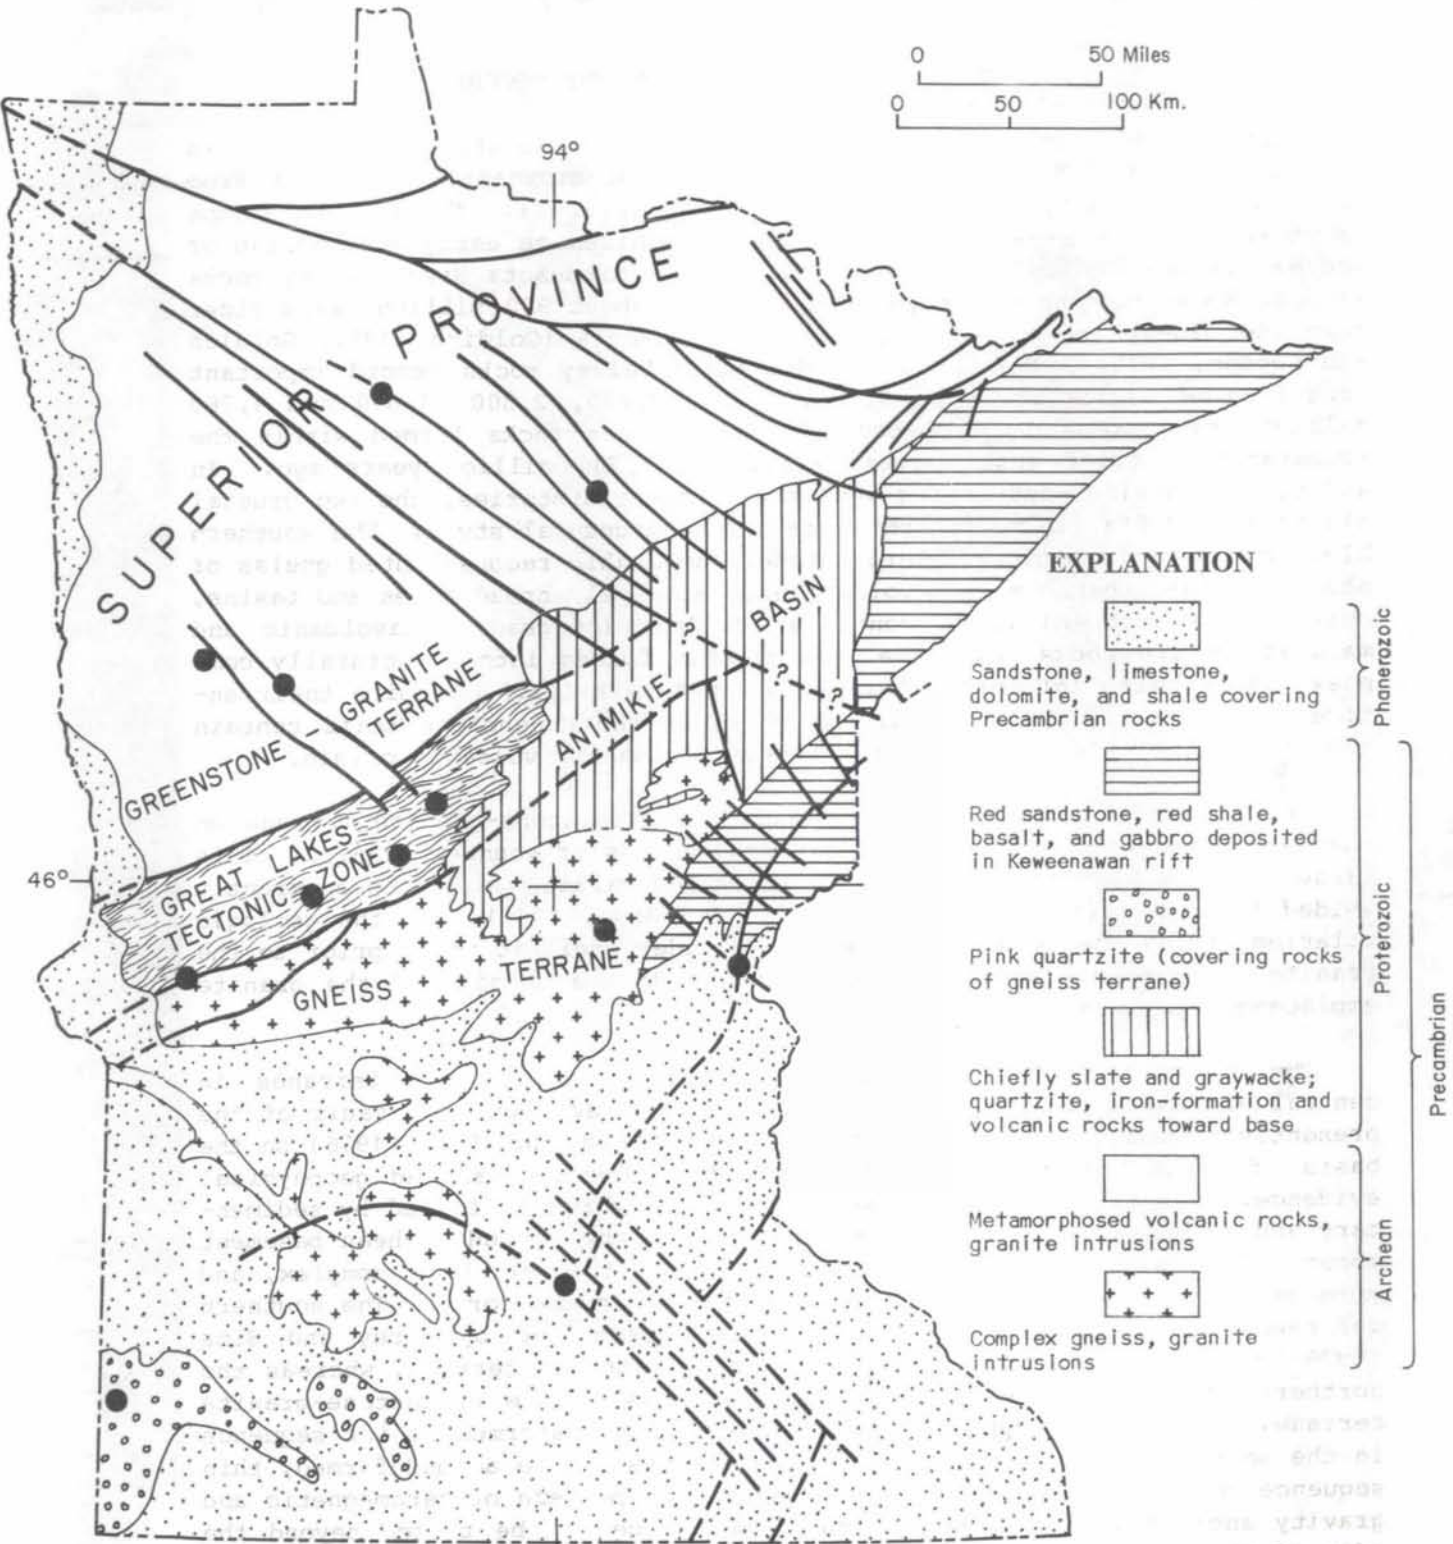 0 50 Miles
0 50 100 Km.
94°
SUPERIOR PROVINCE
BASIN
ANIMIKIE
? ? ?
GRANITE
TERRANE
GREENSTONE
46°
GREAT LAKES
TECTONIC ZONE
TERRANE
GNEISS
EXPLANATION
Sandstone, limestone,
dolomite, and shale covering
Precambrian rocks
Red sandstone, red shale,
basalt, and gabbro deposited
in Keweenawan rift
Pink quartzite (covering rocks
of gneiss terrane)
Chiefly slate and graywacke;
quartzite, iron-formation and
volcanic rocks toward base
Metamorphosed volcanic rocks,
granite intrusions
Complex gneiss, granite
intrusions
Phanerozoic
Proterozoic
Archean
Precambrian